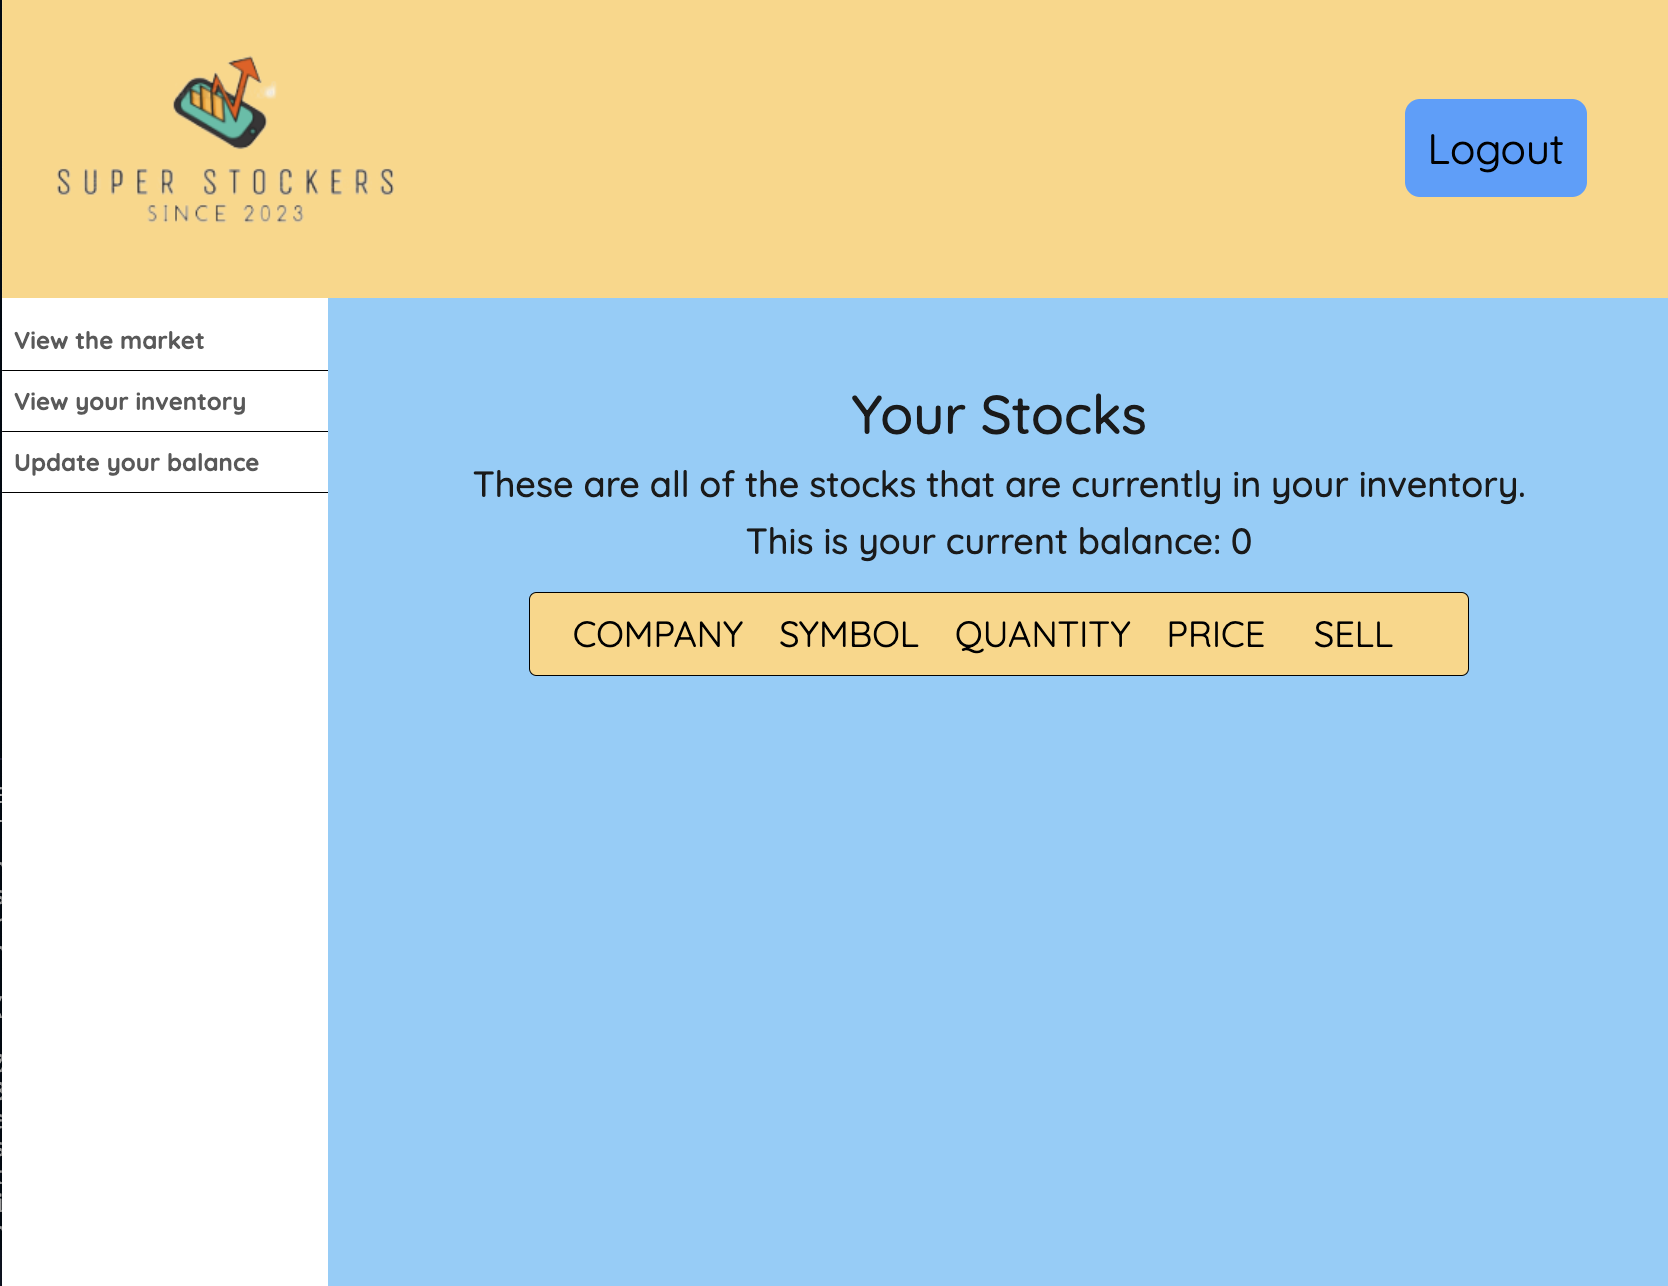 SUPER STOCKERS
SINCE 2023
Logout
View the market
View your inventory
Update your balance
Your Stocks
These are all of the stocks that are currently in your inventory.
This is your current balance: 0
COMPANY SYMBOL QUANTITY PRICE SELL